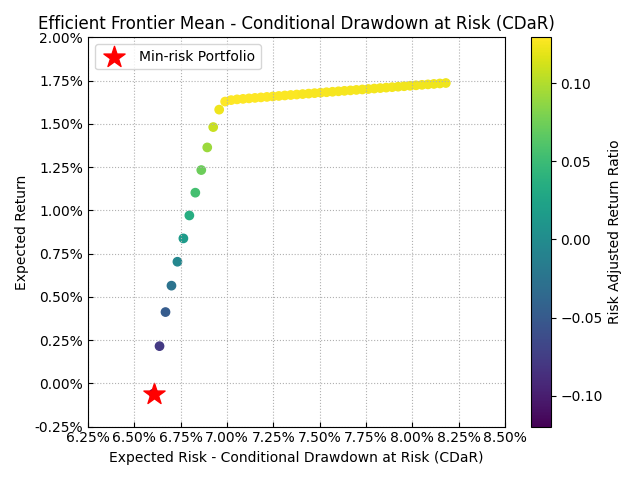 Efficient Frontier Mean - Conditional Drawdown at Risk (CDaR)
Min-risk Portfolio
2.00%
1.75%
1.50%
1.25%
1.00%
0.75%
0.50%
0.25%
0.00%
-0.25%
Expected Return
6.25% 6.50% 6.75% 7.00% 7.25% 7.50% 7.75% 8.00% 8.25% 8.50%
Expected Risk - Conditional Drawdown at Risk (CDaR)
0.10
0.05
0.00
−0.05
−0.10
Risk Adjusted Return Ratio